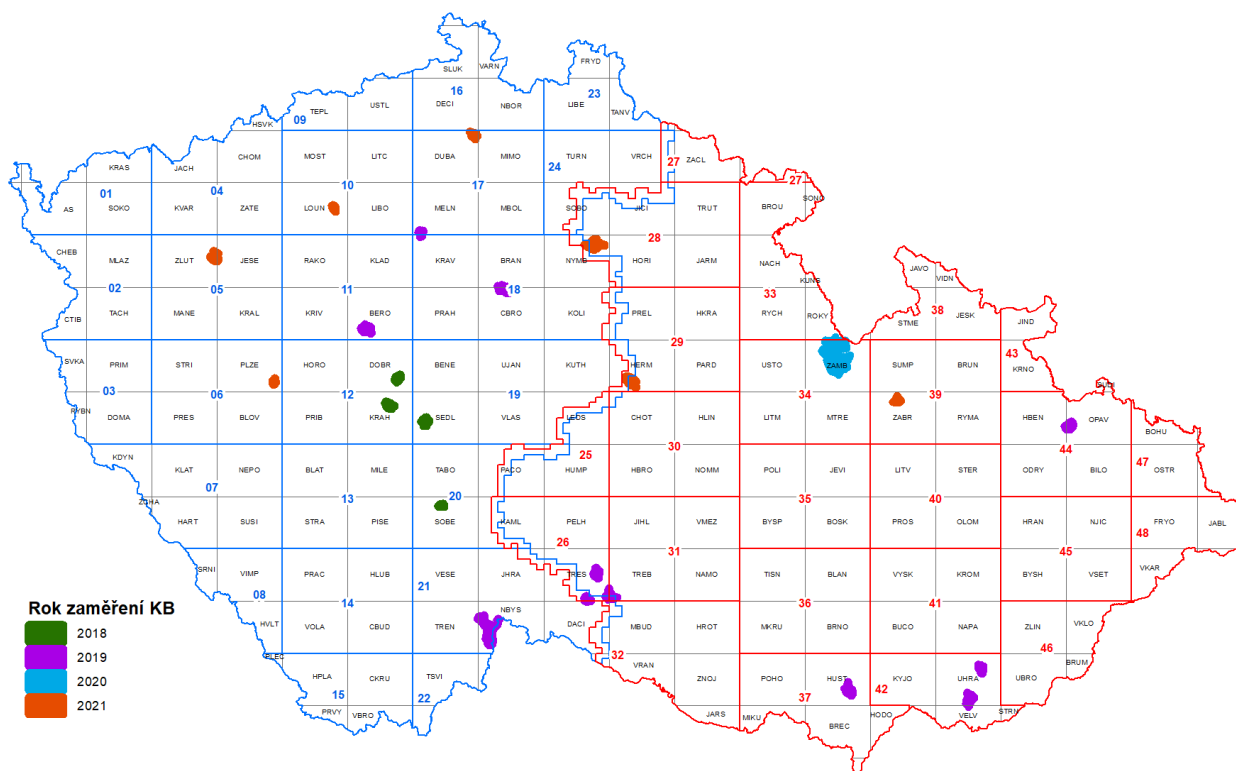 FRYD
SLUK VARN
16 23
DECI NBOR LIBE
USTL
TEPL
TANV
09
HSVK
CHOM MOST LITC DUBA MIMO TURN VRCH
ZACL
27
24
KRAS JACH
01 04 10 17 27
AS SOKO KVAR ZATE LOUN LIBO MELN MBOL SOBO JICI TRUT BROU SONO
28
CHEB
MLAZ ZLUT JESE RAKO KLAD KRAV BRAN NYMB HORI JARM NACH
JAVO VIDN
KUNS
02 05 11 18 33
38
CTIB TACH MANE KRAL KRIV BERO PRAH CBRO KOLI PREL HKRA RYCH ROKY STME JESK JIND
29 43
SVKA PRIM STRI PLZE HORO DOBR BENE UJAN KUTH HERM PARD USTO ZAMB SUMP BRUN KRNO
03 06 12 19 34 39
SUDI
RYBN DOMA PRES BLOV PRIB KRAH SEDL VLAS LEDS CHOT HLIN LITM MTRE ZABR RYMA HBEN OPAV BOHU
25 30 44
KDYN KLAT NEPO BLAT MILE TABO PACO HUMP HBRO NOMM POLI JEVI LITV STER ODRY BILO 47 OSTR
07 13 20 35 40
ZGHA
HART SUSI STRA PISE SOBE KAML PELH JIHL VMEZ BYSP BOSK PROS OLOM HRAN NJIC FRYO JABL
48
26 31 45
SRNI VIMP PRAC HLUB VESE JHRA TRES TREB NAMO TISN BLAN VYSK KROM BYSH VSET VKAR
08 14 21 36 41
NBYS
HVLT VOLA CBUD TREN DACI MBUD HROT MKRU BRNO BUCO NAPA ZLIN VKLO
46
PLEC 32
VRAN BRUM
HPLA CKRU TSVI ZNOJ POHO HUST KYJO UHRA UBRO
15 22 37 42
PRVY VBRO JARS MIKU BREC HODO VELV STRN
Rok zaměření KB
2018
2019
2020
2021